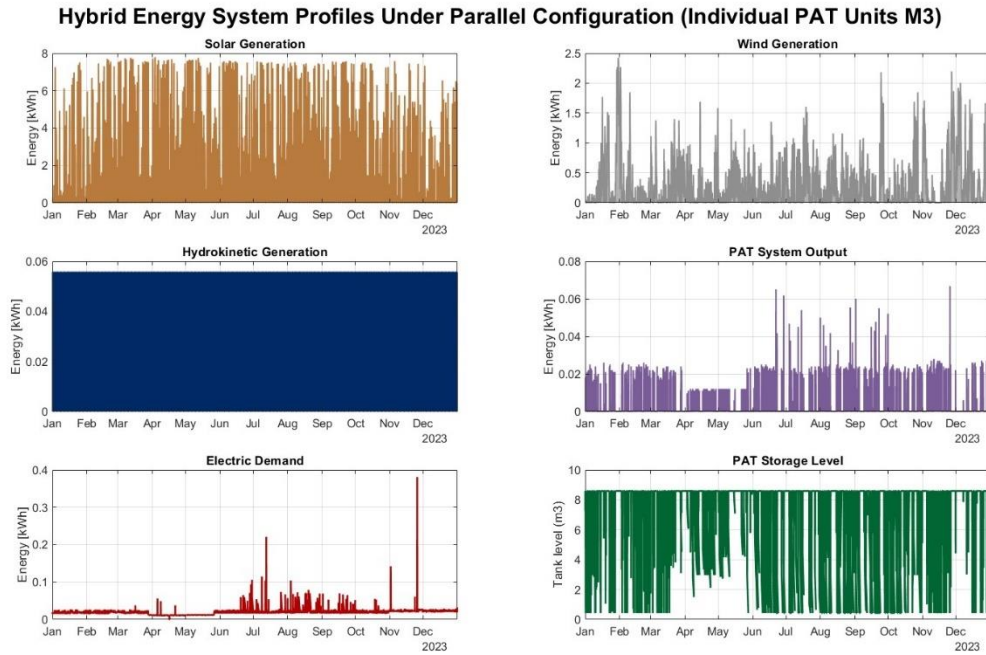 Hybrid Energy System Profiles Under Parallel Configuration (Individual PAT Units M3)
Solar Generation
Energy [kWh]
8
6
4
2
0
Jan Feb Mar Apr May Jun Jul Aug Sep Oct Nov Dec
2023
Wind Generation
Energy [kWh]
2.5
2
1.5
1
0.5
0
Jan Feb Mar Apr May Jun Jul Aug Sep Oct Nov Dec
2023
Hydrokinetic Generation
Energy [kWh]
0.06
0.04
0.02
0
Jan Feb Mar Apr May Jun Jul Aug Sep Oct Nov Dec
2023
PAT System Output
Energy [kWh]
0.08
0.06
0.04
0.02
0
Jan Feb Mar Apr May Jun Jul Aug Sep Oct Nov Dec
2023
Electric Demand
Energy [kWh]
0.4
0.3
0.2
0.1
0
Jan Feb Mar Apr May Jun Jul Aug Sep Oct Nov Dec
2023
PAT Storage Level
Tank level (m3)
10
8
6
4
2
0
Jan Feb Mar Apr May Jun Jul Aug Sep Oct Nov Dec
2023